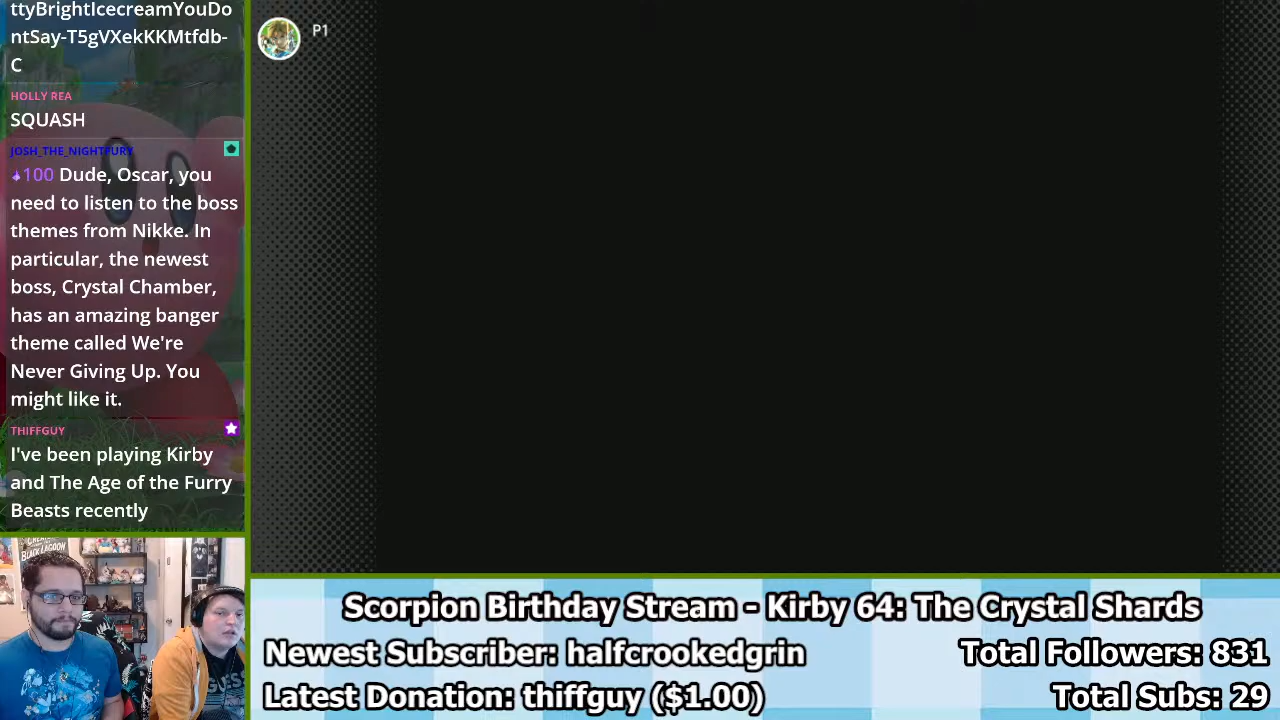 ttyBrightIcecreamYouDo
ntSay-T5gVXekKKMtfdb-
C
HOLLY REA
SQUASH
JOSH_THE_NIGHTFURY
100 Dude, Oscar, you
need to listen to the boss
themes from Nikke. In
particular, the newest
boss, Crystal Chamber,
has an amazing banger
theme called We're
Never Giving Up. You
might like it.
THIFFGUY
I've been playing Kirby
and The Age of the Furry
Beasts recently
P1
BLACK LAGOON
GUESS
Scorpion Birthday Stream - Kirby 64: The Crystal Shards
Newest Subscriber: halfcrookedgrin
Total Followers: 831
Latest Donation: thiffguy ($1.00)
Total Subs: 29